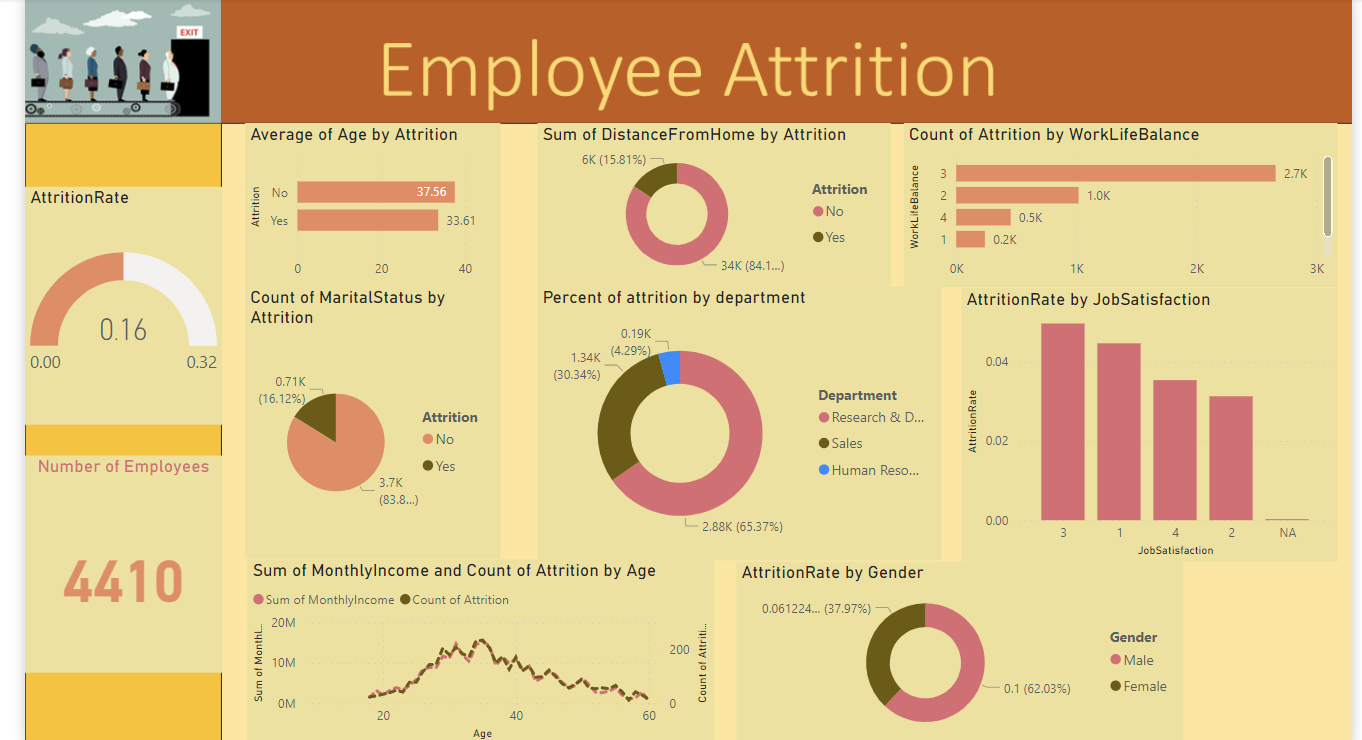 EXIT
Employee Attrition
AttritionRate
0.16
0.00
0.32
Number of Employees
4410
Average of Age by Attrition
Attrition
No
37.56
Yes
33.61
0
20
40
Sum of DistanceFromHome by Attrition
6K (15.81%)
34K (84.1...)
Attrition
No
Yes
Count of Attrition by WorkLifeBalance
WorkLifeBalance
3
2.7K
2
1.0K
4
0.5K
1
0.2K
0K
1K
2K
3K
Count of MaritalStatus by
Attrition
0.71K
(16.12%)
3.7K
(83.8...)
Attrition
No
Yes
Percent of attrition by department
0.19K
(4.29%)
1.34K
(30.34%)
2.88K (65.37%)
Department
Research & D...
Sales
Human Reso...
AttritionRate by JobSatisfaction
AttritionRate
0.04
0.02
0.00
3
1
4
2
NA
JobSatisfaction
Sum of MonthlyIncome and Count of Attrition by Age
Sum of MonthlyIncome
Count of Attrition
Sum of Monthl...
20M
10M
0M
200
0
Count of Attriti...
20
40
60
Age
AttritionRate by Gender
0.061224... (37.97%)
0.1 (62.03%)
Gender
Male
Female